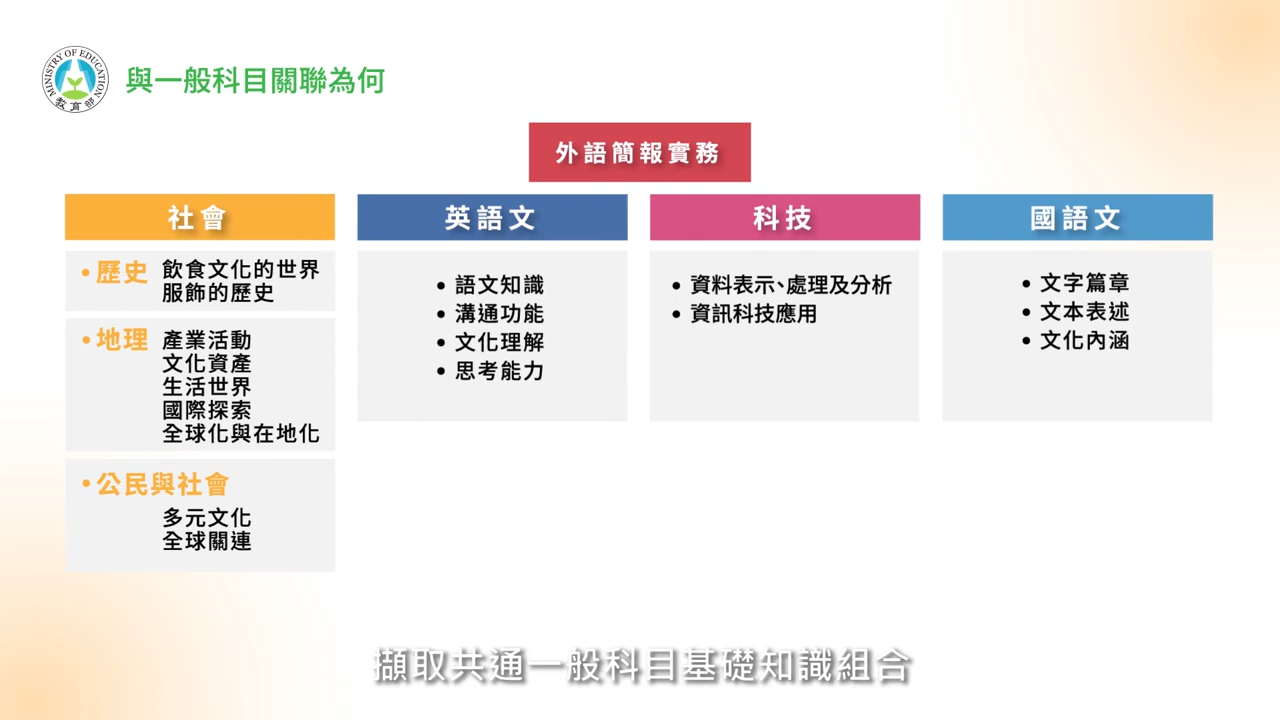 MINISTRY OF EDUCATION
教育部
與一般科目關聯為何
外語簡報實務
社會
•歷史 飲食文化的世界
服飾的歷史
•地理 產業活動
文化資產
生活世界
國際探索
全球化與在地化
•公民與社會
多元文化
全球關連
英語文
• 語文知識
• 溝通功能
• 文化理解
• 思考能力
科技
• 資料表示、處理及分析
• 資訊科技應用
國語文
• 文字篇章
• 文本表述
• 文化內涵
擷取共通一般科目基礎知識組合